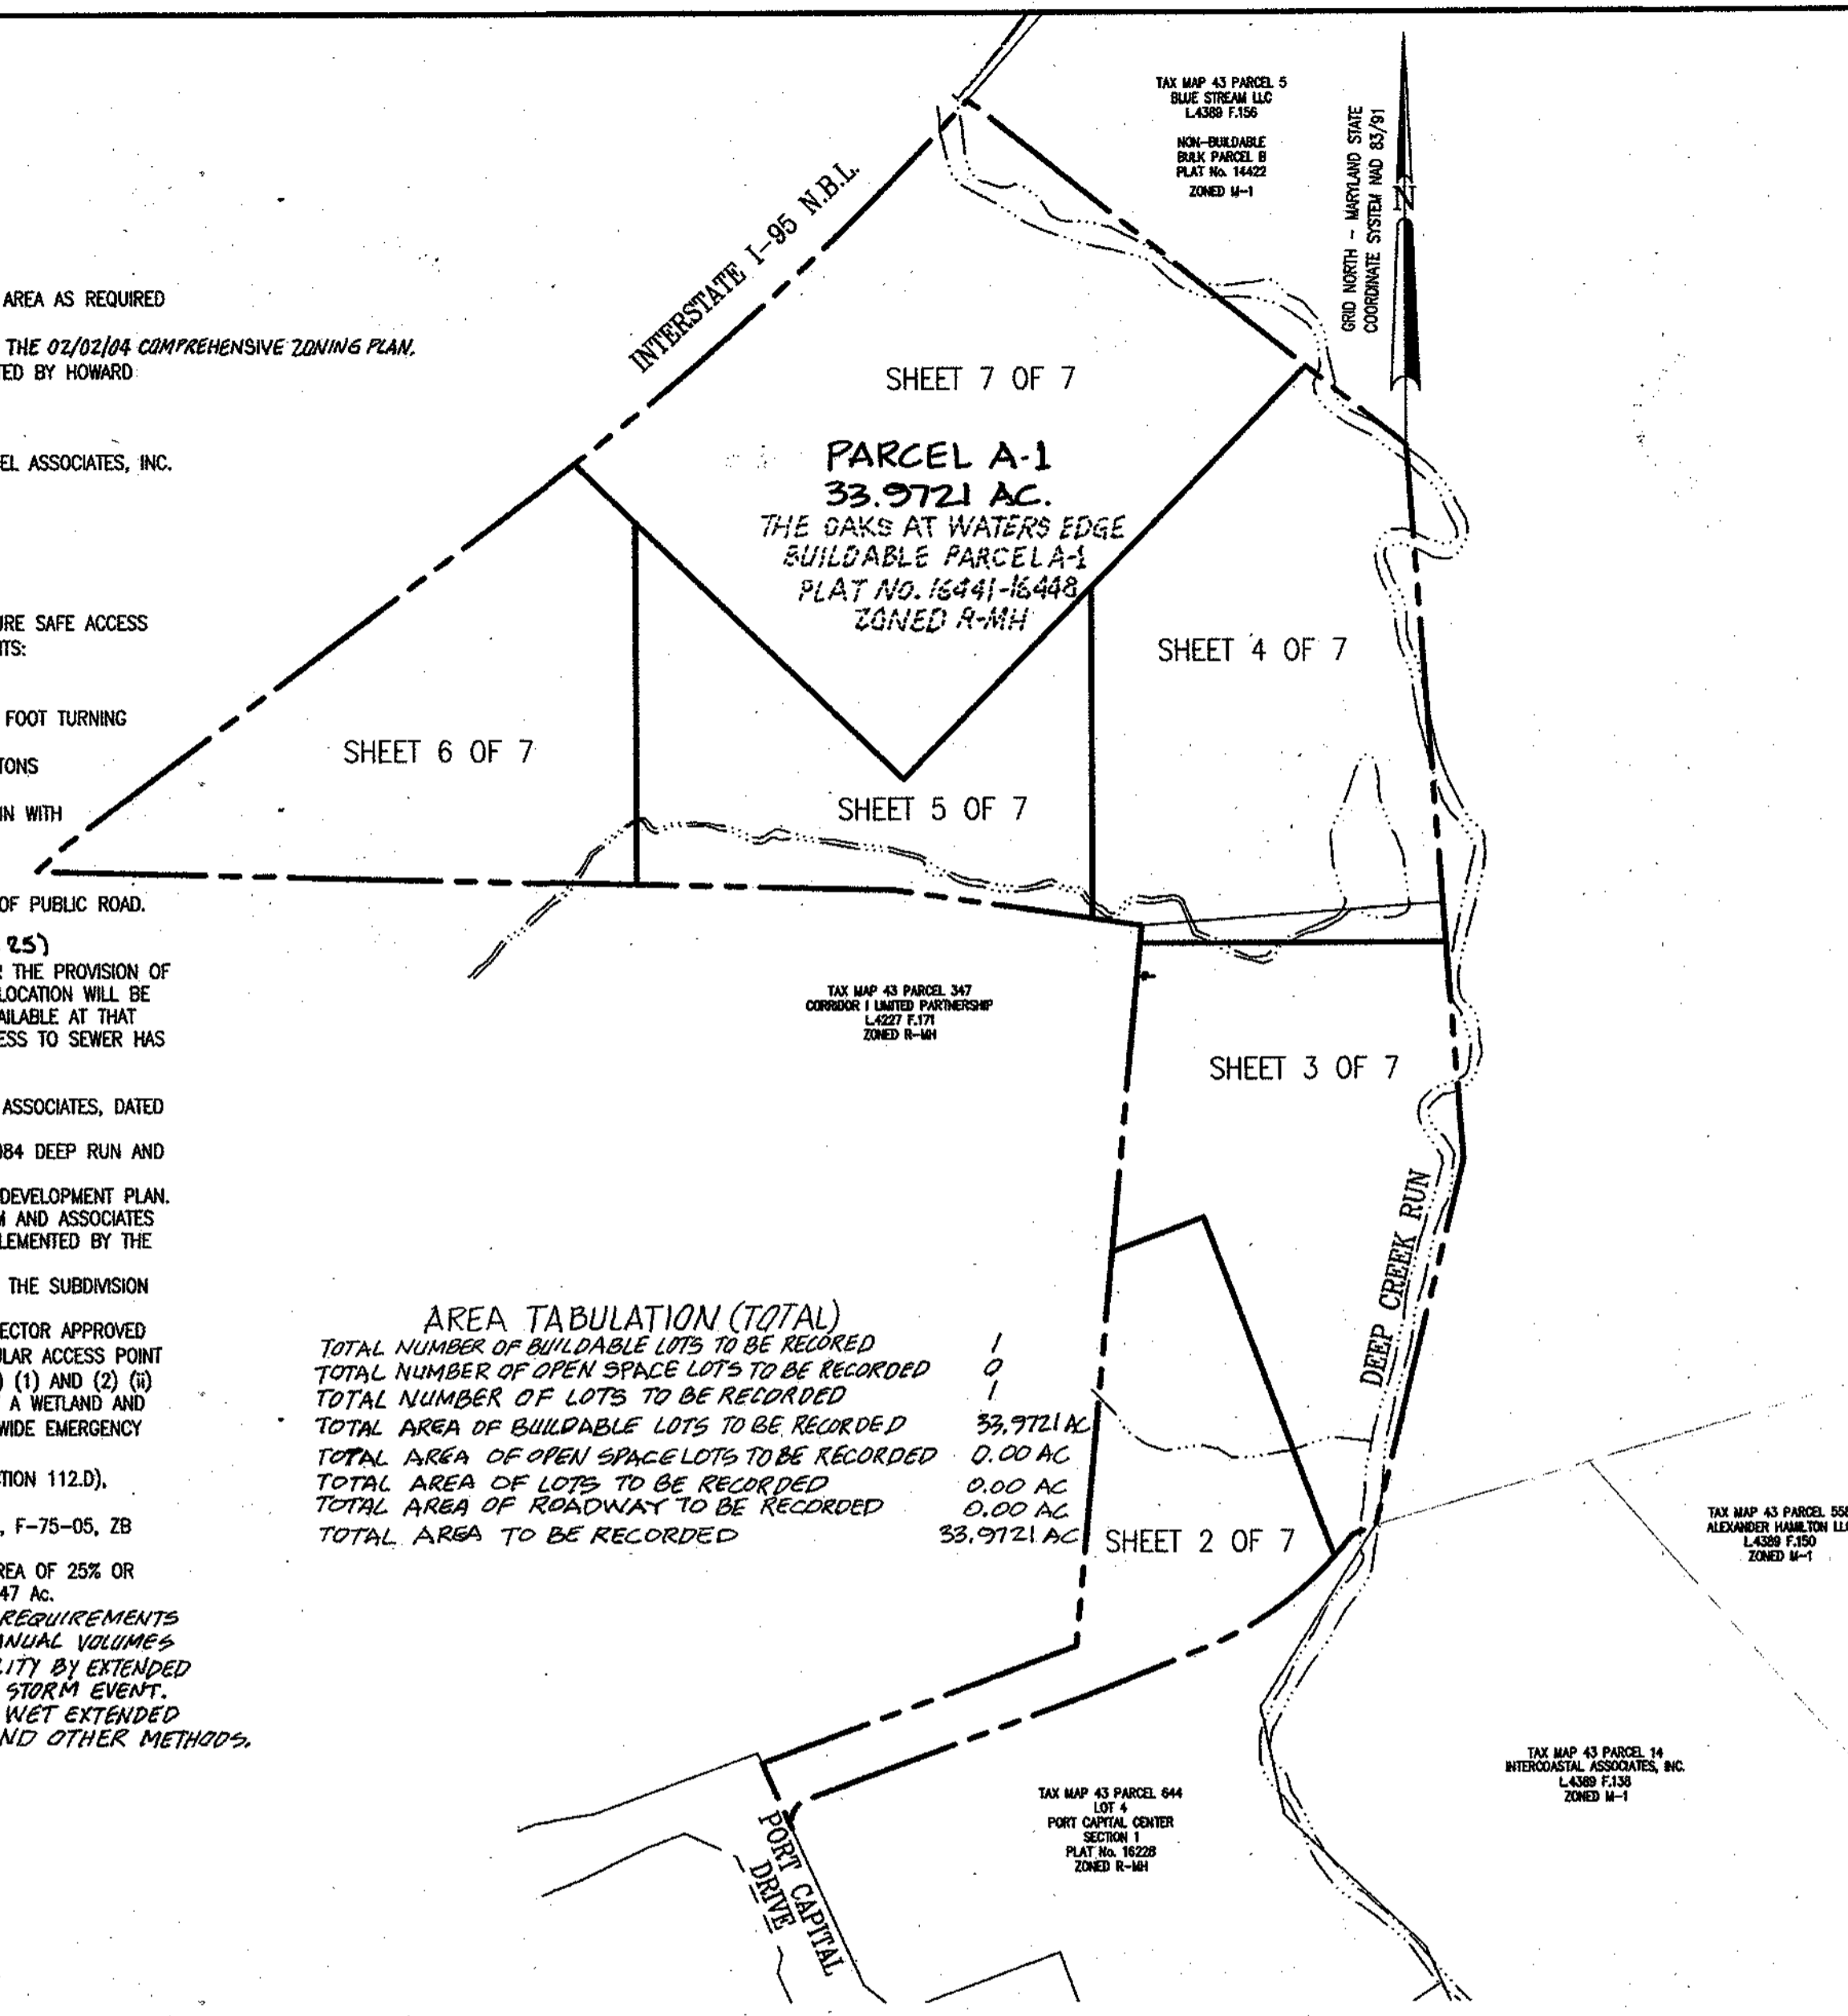 AREA AS REQUIRED
THE 02/02/04 COMPREHENSIVE ZONING PLAN.
TED BY HOWARD
EL ASSOCIATES, INC.
URE SAFE ACCESS
TS:
FOOT TURNING
TONS
IN WITH
OF PUBLIC ROAD.
25)
THE PROVISION OF
LOCATION WILL BE
AILABLE AT THAT
ESS TO SEWER HAS
ASSOCIATES, DATED
984 DEEP RUN AND
DEVELOPMENT PLAN.
M AND ASSOCIATES
LEMENTED BY THE
THE SUBDIVISION
ECTOR APPROVED
LAR ACCESS POINT
) (1) AND (2) (ii)
A WETLAND AND
WIDE EMERGENCY
CTION 112.D),
, F-75-05, ZB
REA OF 25% OR
47 Ac.
REQUIREMENTS
ANUAL VOLUMES
LITY BY EXTENDED
STORM EVENT.
WET EXTENDED
ND OTHER METHODS.
INTERSTATE I-95 N.B.L.
TAX MAP 43 PARCEL 5
BLUE STREAM LLC
L.4389 F.156
NON-BUILDABLE
BULK PARCEL B
PLAT No. 14422
ZONED M-1
GRID NORTH - MARYLAND STATE
COORDINATE SYSTEM NAD 83/91
N
SHEET 7 OF 7
PARCEL A-1
33.9721 AC.
THE OAKS AT WATERS EDGE
BUILDABLE PARCEL A-1
PLAT NO. 16441-16448
ZONED R-MH
SHEET 4 OF 7
SHEET 6 OF 7
SHEET 5 OF 7
TAX MAP 43 PARCEL 347
CORRIDOR I LIMITED PARTNERSHIP
L.4227 F.171
ZONED R-MH
SHEET 3 OF 7
DEEP CREEK RUN
AREA TABULATION (TOTAL)
TOTAL NUMBER OF BUILDABLE LOTS TO BE RECORED 1
TOTAL NUMBER OF OPEN SPACE LOTS TO BE RECORDED 0
TOTAL NUMBER OF LOTS TO BE RECORDED 1
TOTAL AREA OF BUILDABLE LOTS TO BE RECORDED 33.9721 AC
TOTAL AREA OF OPEN SPACE LOTS TO BE RECORDED 0.00 AC
TOTAL AREA OF LOTS TO BE RECORDED 0.00 AC
TOTAL AREA OF ROADWAY TO BE RECORDED 0.00 AC
TOTAL AREA TO BE RECORDED 33.9721 AC
SHEET 2 OF 7
TAX MAP 43 PARCEL 558
ALEXANDER HAMILTON LLC
L.4389 F.150
ZONED M-1
TAX MAP 43 PARCEL 14
INTERCOASTAL ASSOCIATES, INC.
L.4389 F.138
ZONED M-1
TAX MAP 43 PARCEL 644
LOT 4
PORT CAPITAL CENTER
SECTION 1
PLAT No. 16228
ZONED R-MH
PORT CAPITAL
DRIVE